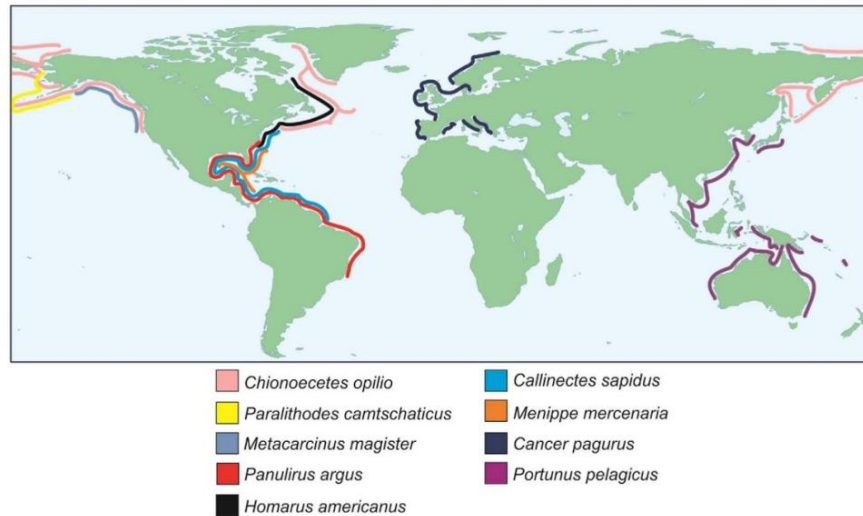 Chionoecetes opilio
Paralithodes camtschaticus
Metacarcinus magister
Panulirus argus
Homarus americanus
Callinectes sapidus
Menippe mercenaria
Cancer pagurus
Portunus pelagicus